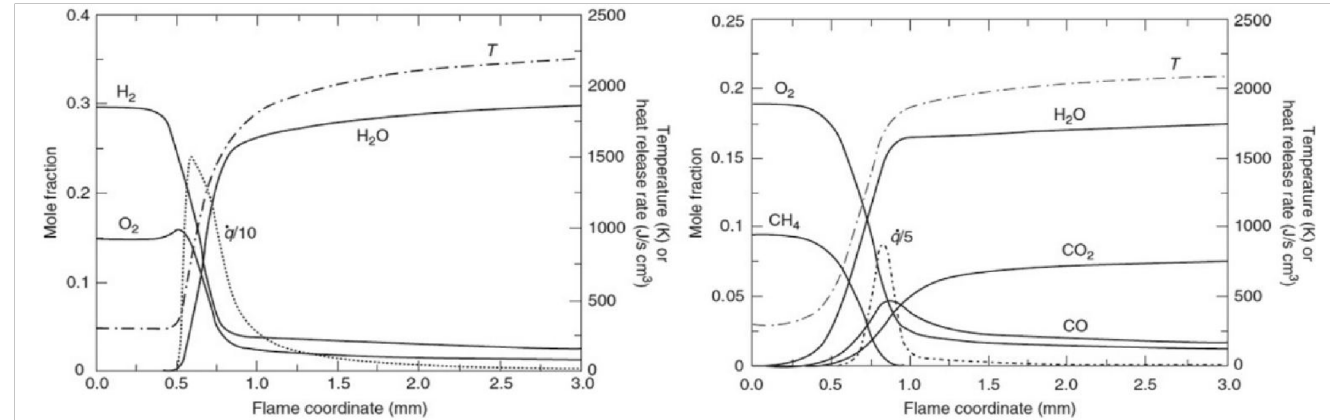 0.4
0.3
0.2
0.1
0
Mole fraction
0.0
0.5
1.0
1.5
2.0
2.5
3.0
Flame coordinate (mm)
2500
2000
1500
1000
500
0
Temperature (K) or
heat release rate (J/s cm³)
H₂
O₂
T
H₂O
q̇/10
0.25
0.2
0.15
0.1
0.05
0
Mole fraction
0.0
0.5
1.0
1.5
2.0
2.5
3.0
Flame coordinate (mm)
2500
2000
1500
1000
500
0
Temperature (K) or
heat release rate (J/s cm³)
O₂
CH₄
T
H₂O
q̇/5
CO₂
CO